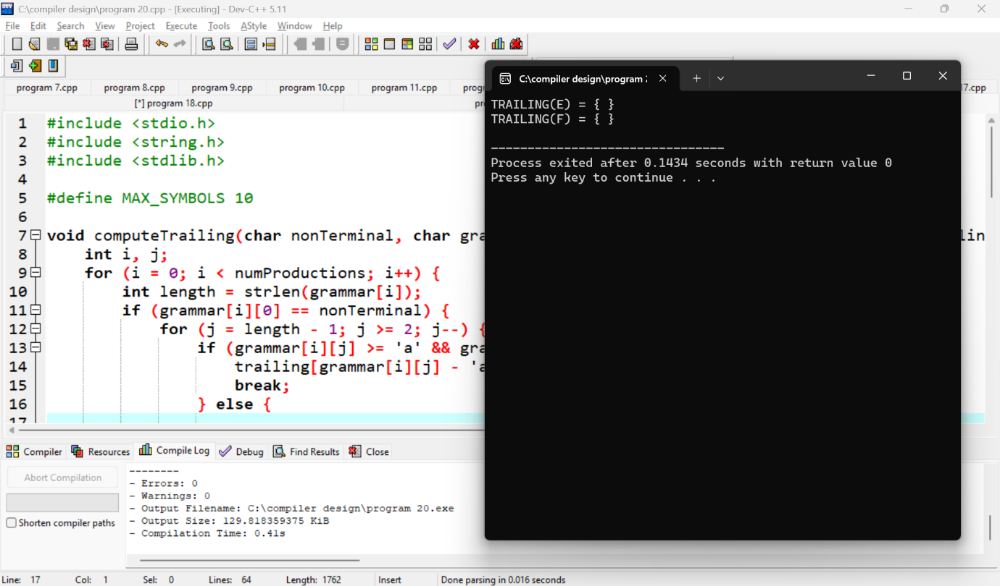 C:\compiler design\program 20.cpp - [Executing] - Dev-C++ 5.11
File Edit Search View Project Execute Tools AStyle Window Help
program 7.cpp program 8.cpp program 9.cpp program 10.cpp program 11.cpp prog 17.cpp
[*] program 18.cpp pr
1 #include <stdio.h>
2 #include <string.h>
3 #include <stdlib.h>
4
5 #define MAX_SYMBOLS 10
6
7 void computeTrailing(char nonTerminal, char gra lin
8 int i, j;
9 for (i = 0; i < numProductions; i++) {
10 int length = strlen(grammar[i]);
11 if (grammar[i][0] == nonTerminal) {
12 for (j = length - 1; j >= 2; j--) {
13 if (grammar[i][j] >= 'a' && gra
14 trailing[grammar[i][j] - 'a
15 break;
16 } else {
17
C:\compiler design\program :
TRAILING(E) = { }
TRAILING(F) = { }
--------------------------------
Process exited after 0.1434 seconds with return value 0
Press any key to continue . . .
Compiler Resources Compile Log Debug Find Results Close
Abort Compilation
Shorten compiler paths
--------
- Errors: 0
- Warnings: 0
- Output Filename: C:\compiler design\program 20.exe
- Output Size: 129.818359375 KiB
- Compilation Time: 0.41s
Line: 17 Col: 1 Sel: 0 Lines: 64 Length: 1762 Insert Done parsing in 0.016 seconds